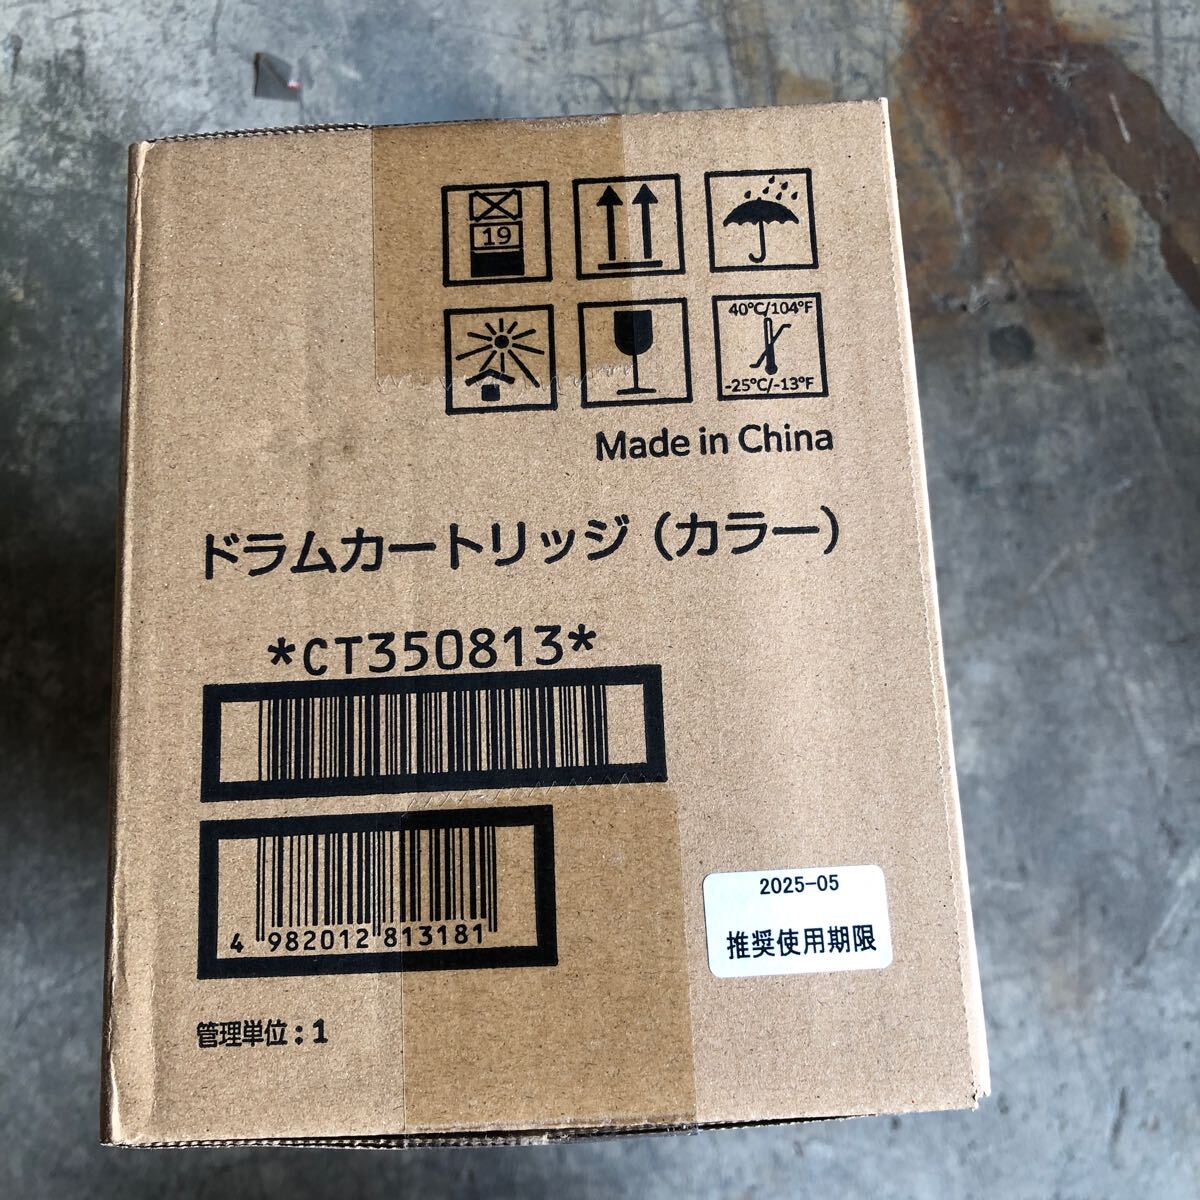 19
40°C/104°F
-25°C/-13°F
Made in China
ドラムカートリッジ（カラー）
*CT350813*
4 982012 813181
2025-05
推奨使用期限
管理単位：1